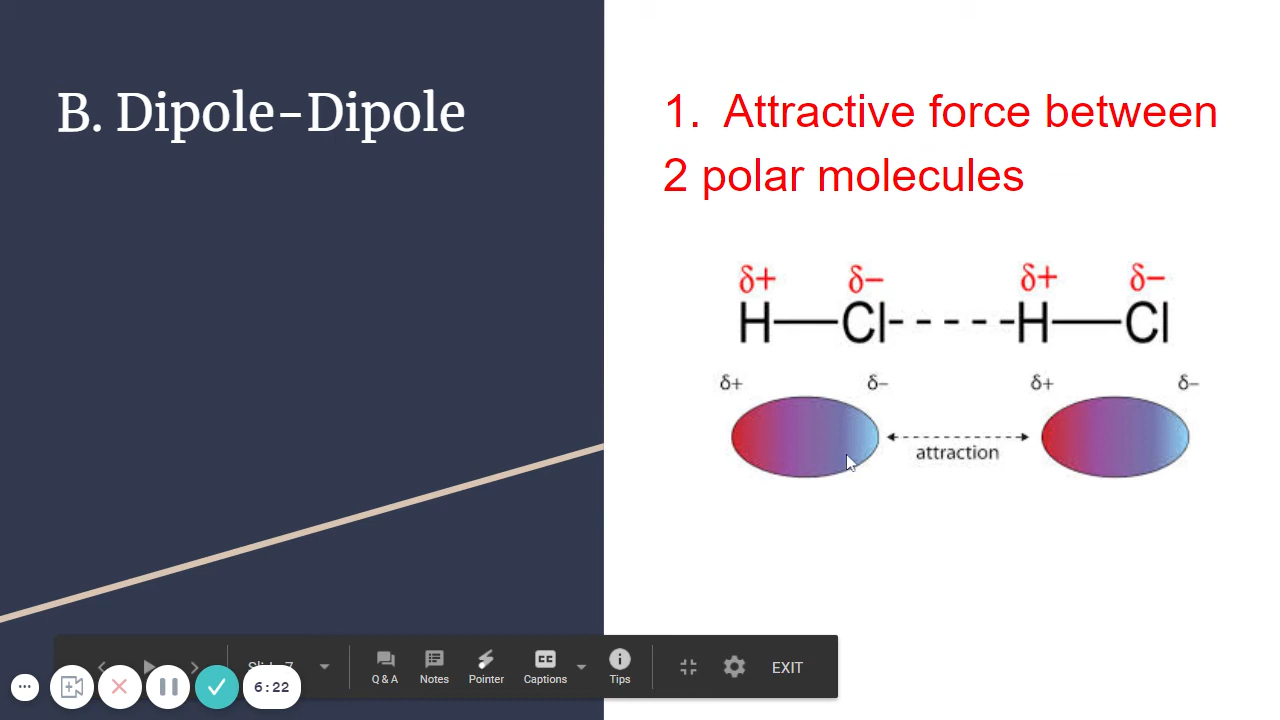 B. Dipole-Dipole
1. Attractive force between
2 polar molecules
δ+ δ− δ+ δ−
H—Cl-----H—Cl
δ+ δ− δ+ δ−
attraction
Q & A Notes Pointer CC Captions Tips EXIT
6:22